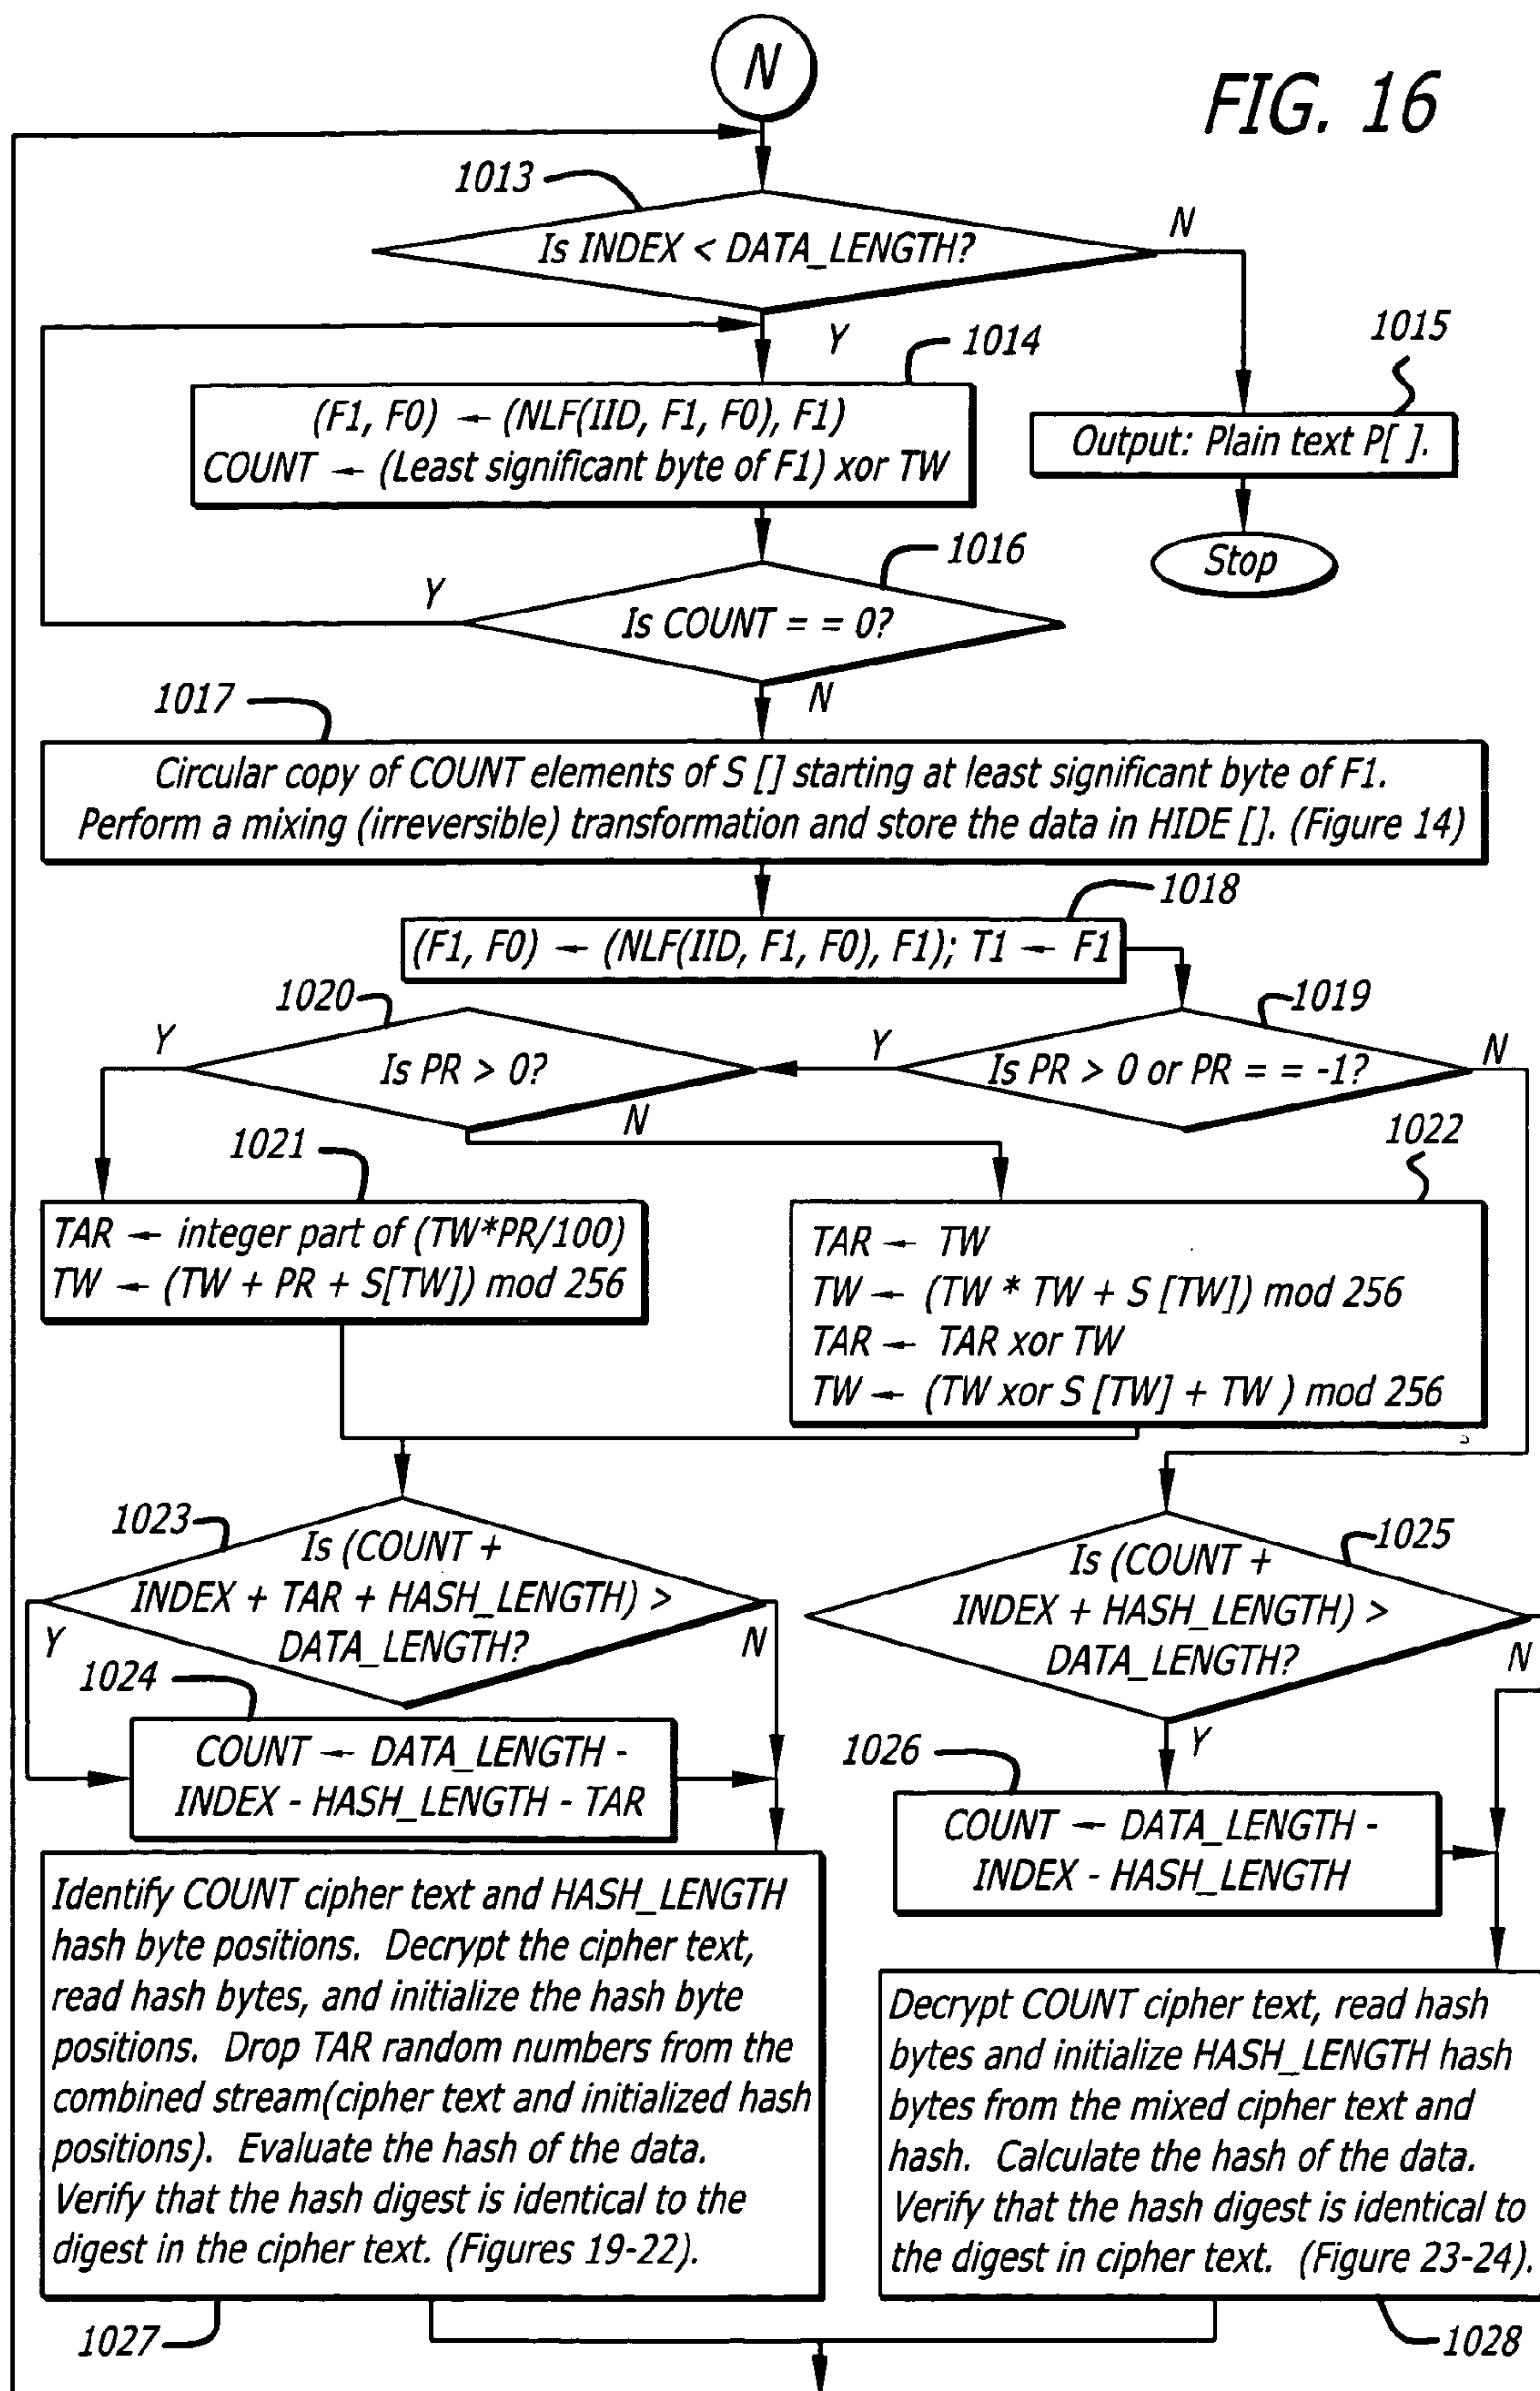 N
FIG. 16
1013
Is INDEX < DATA_LENGTH?
N
Y
1014
1015
(F1, F0) ← (NLF(IID, F1, F0), F1)
COUNT ← (Least significant byte of F1) xor TW
Output: Plain text P[ ].
1016
Stop
Y
Is COUNT = = 0?
N
1017
Circular copy of COUNT elements of S [] starting at least significant byte of F1.
Perform a mixing (irreversible) transformation and store the data in HIDE []. (Figure 14)
1018
(F1, F0) ← (NLF(IID, F1, F0), F1); T1 ← F1
1020
1019
Y
Is PR > 0?
Y
Is PR > 0 or PR = = -1?
N
N
1021
1022
TAR ← integer part of (TW*PR/100)
TW ← (TW + PR + S[TW]) mod 256
TAR ← TW
TW ← (TW * TW + S [TW]) mod 256
TAR ← TAR xor TW
TW ← (TW xor S [TW] + TW ) mod 256
1023
Is (COUNT +
INDEX + TAR + HASH_LENGTH) >
DATA_LENGTH?
Y
N
1025
Is (COUNT +
INDEX + HASH_LENGTH) >
DATA_LENGTH?
N
Y
1024
COUNT ← DATA_LENGTH -
INDEX - HASH_LENGTH - TAR
1026
COUNT ← DATA_LENGTH -
INDEX - HASH_LENGTH
Identify COUNT cipher text and HASH_LENGTH
hash byte positions. Decrypt the cipher text,
read hash bytes, and initialize the hash byte
positions. Drop TAR random numbers from the
combined stream(cipher text and initialized hash
positions). Evaluate the hash of the data.
Verify that the hash digest is identical to the
digest in the cipher text. (Figures 19-22).
1027
Decrypt COUNT cipher text, read hash
bytes and initialize HASH_LENGTH hash
bytes from the mixed cipher text and
hash. Calculate the hash of the data.
Verify that the hash digest is identical to
the digest in cipher text. (Figure 23-24).
1028